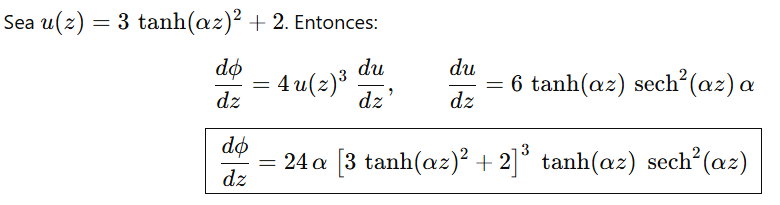 Sea u(z) = 3 tanh(αz)² + 2. Entonces:
dϕ/dz = 4 u(z)³ du/dz, du/dz = 6 tanh(αz) sech²(αz) α
dϕ/dz = 24 α [3 tanh(αz)² + 2]³ tanh(αz) sech²(αz)